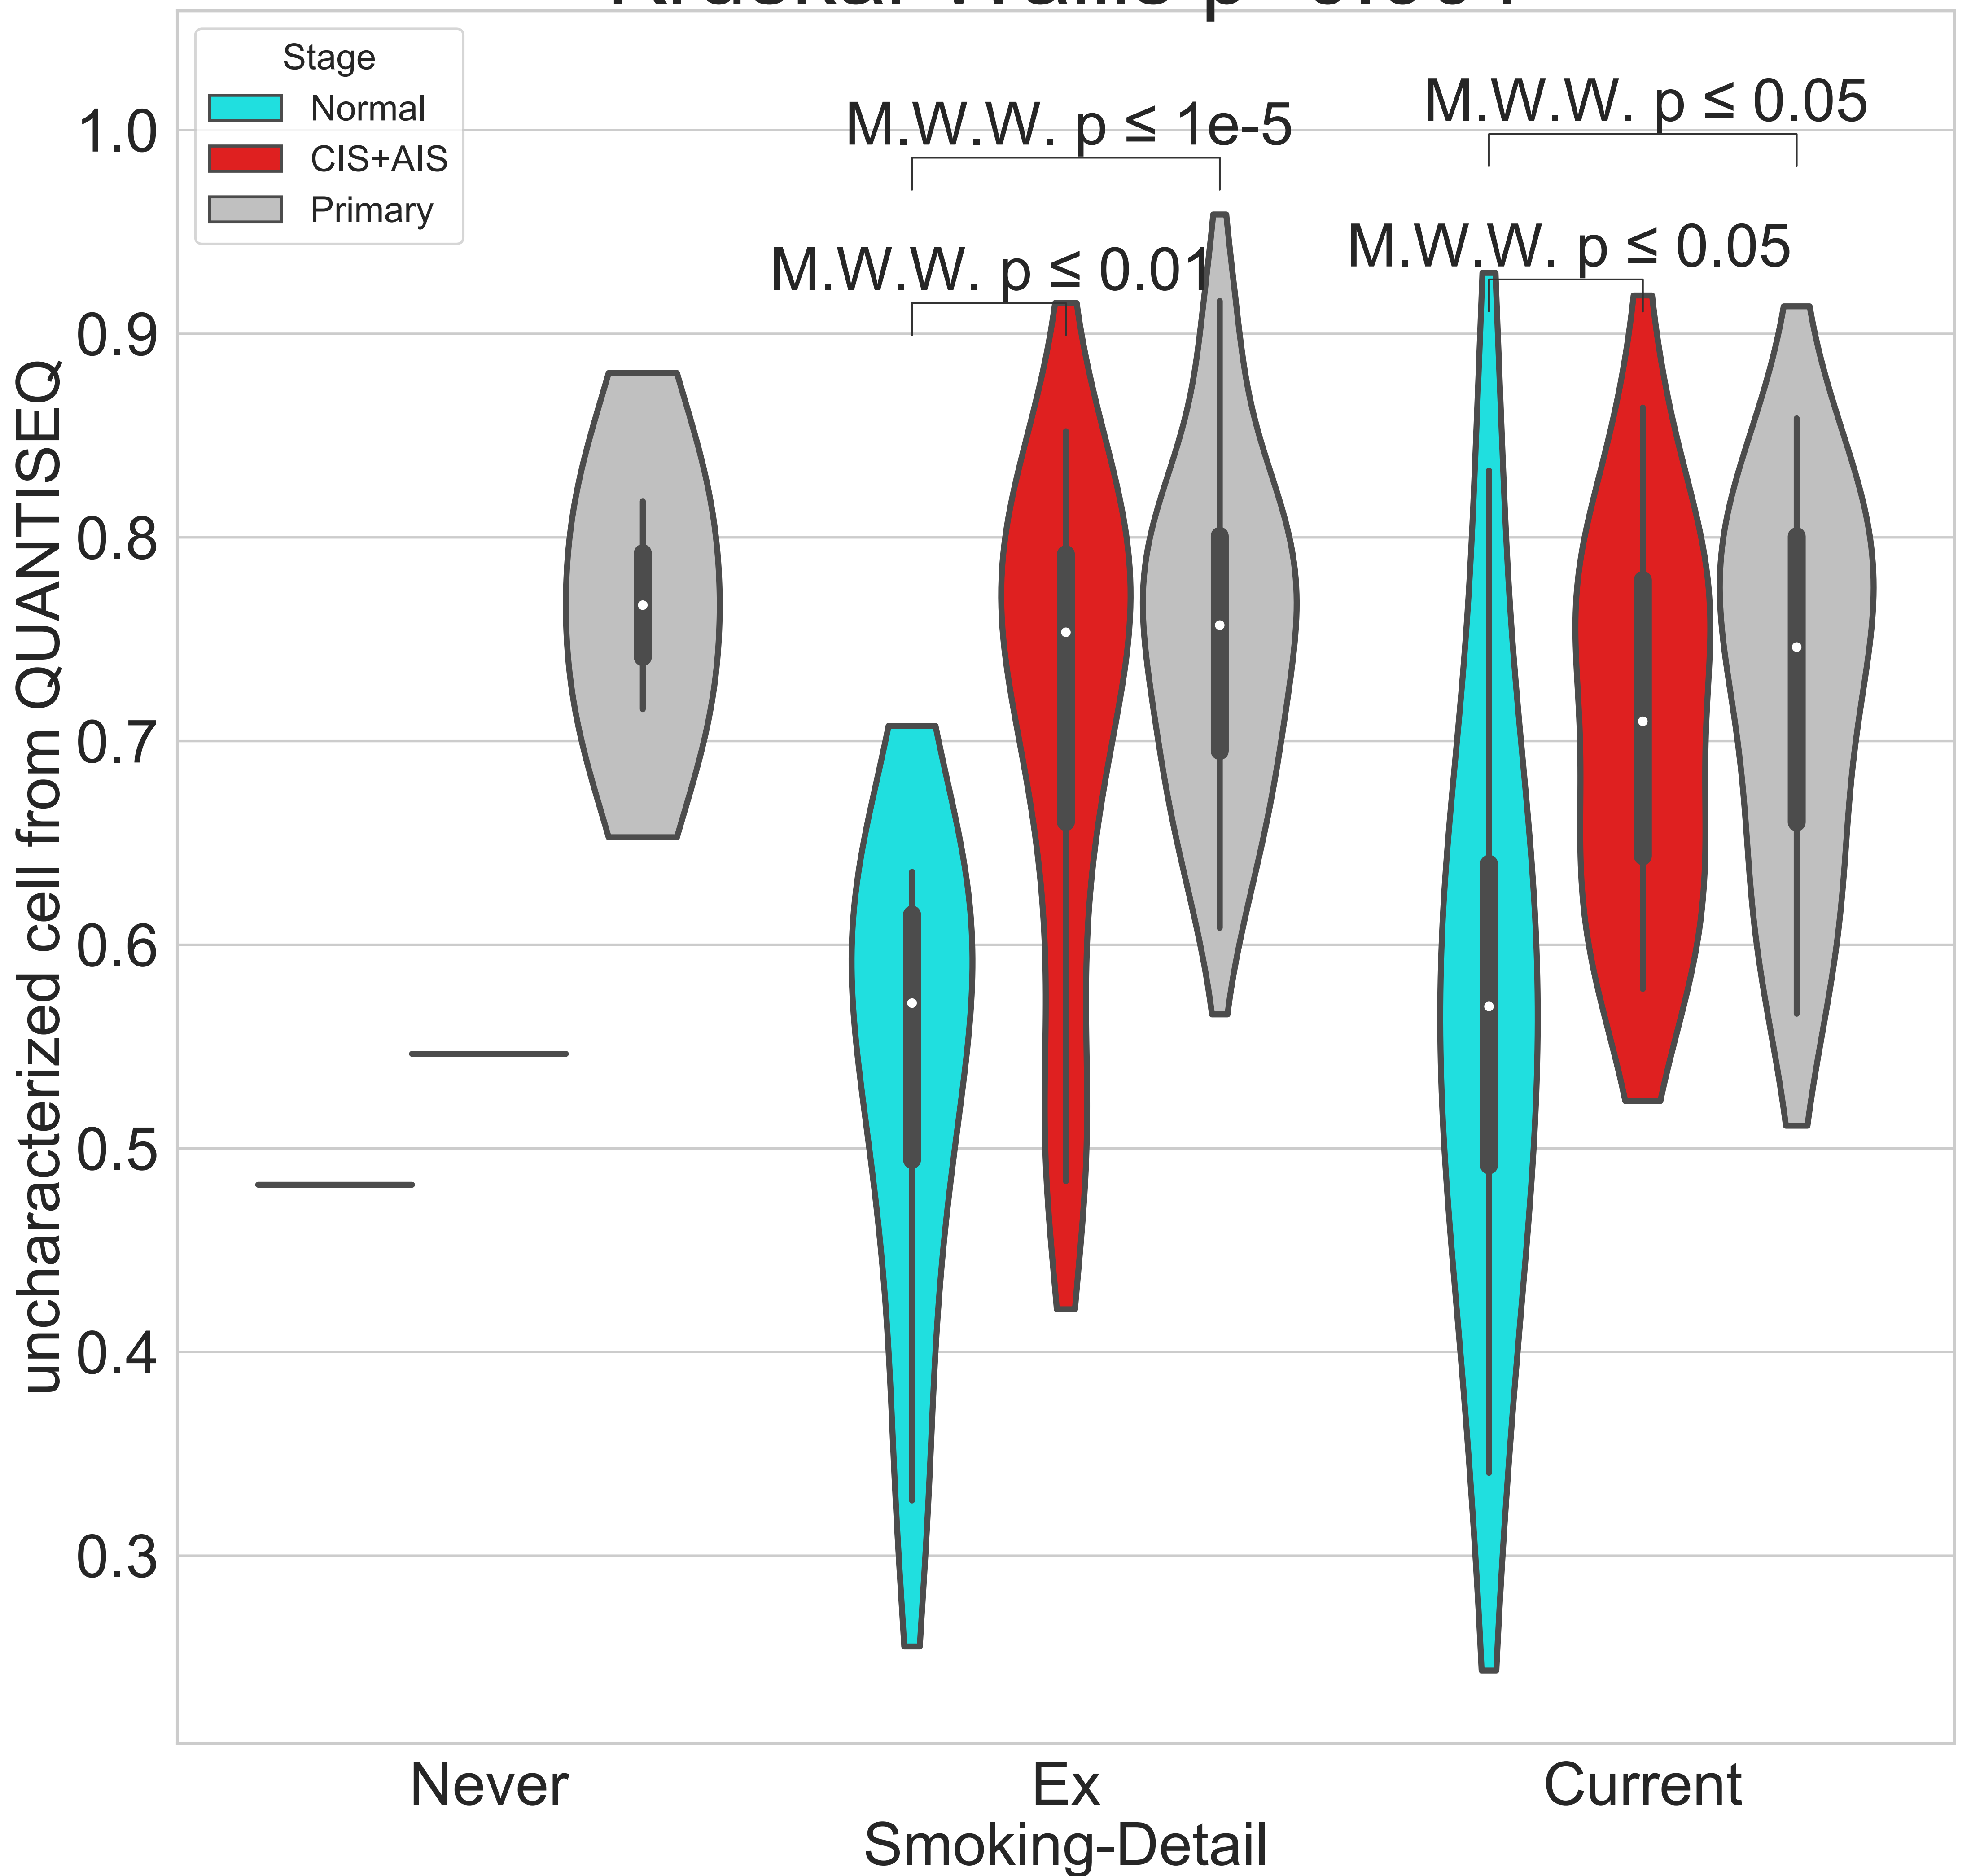 Stage
Normal
CIS+AIS
Primary
M.W.W. p ≤ 1e-5
M.W.W. p ≤ 0.05
M.W.W. p ≤ 0.01
M.W.W. p ≤ 0.05
uncharacterized cell from QUANTISEQ
1.0
0.9
0.8
0.7
0.6
0.5
0.4
0.3
Never
Ex
Current
Smoking-Detail